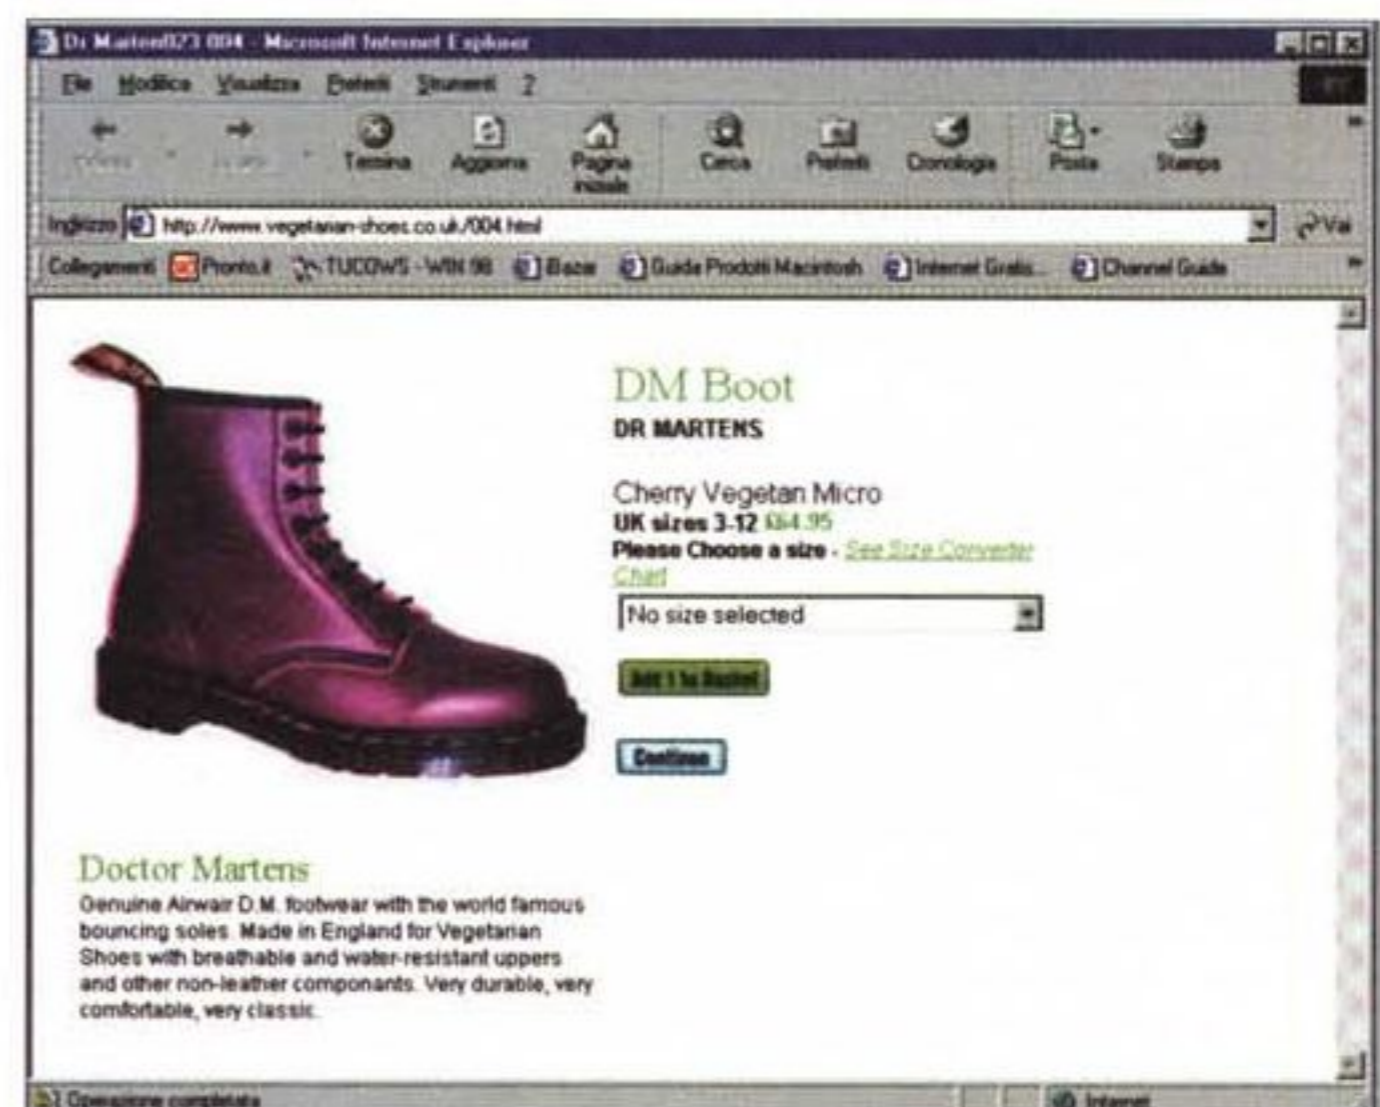 Dr Marten023 004 - Microsoft Internet Explorer
File Modifica Visualizza Preferiti Strumenti ?
Termina Aggiorna Pagina iniziale Cerca Preferiti Cronologia Posta Stampa
Indirizzo http://www.vegetarian-shoes.co.uk/004.html Vai
Collegamenti Pronto.it TUCOWS - WIN 98 iBazar Guida Prodotti Macintosh Internet Gratis... Channel Guide
DM Boot
DR MARTENS
Cherry Vegetan Micro
UK sizes 3-12 £64.95
Please Choose a size - See Size Converter
Chart
No size selected
Add 1 to Basket
Continue
Doctor Martens
Genuine Airwair D.M. footwear with the world famous
bouncing soles. Made in England for Vegetarian
Shoes with breathable and water-resistant uppers
and other non-leather componants. Very durable, very
comfortable, very classic.
Operazione completata Internet